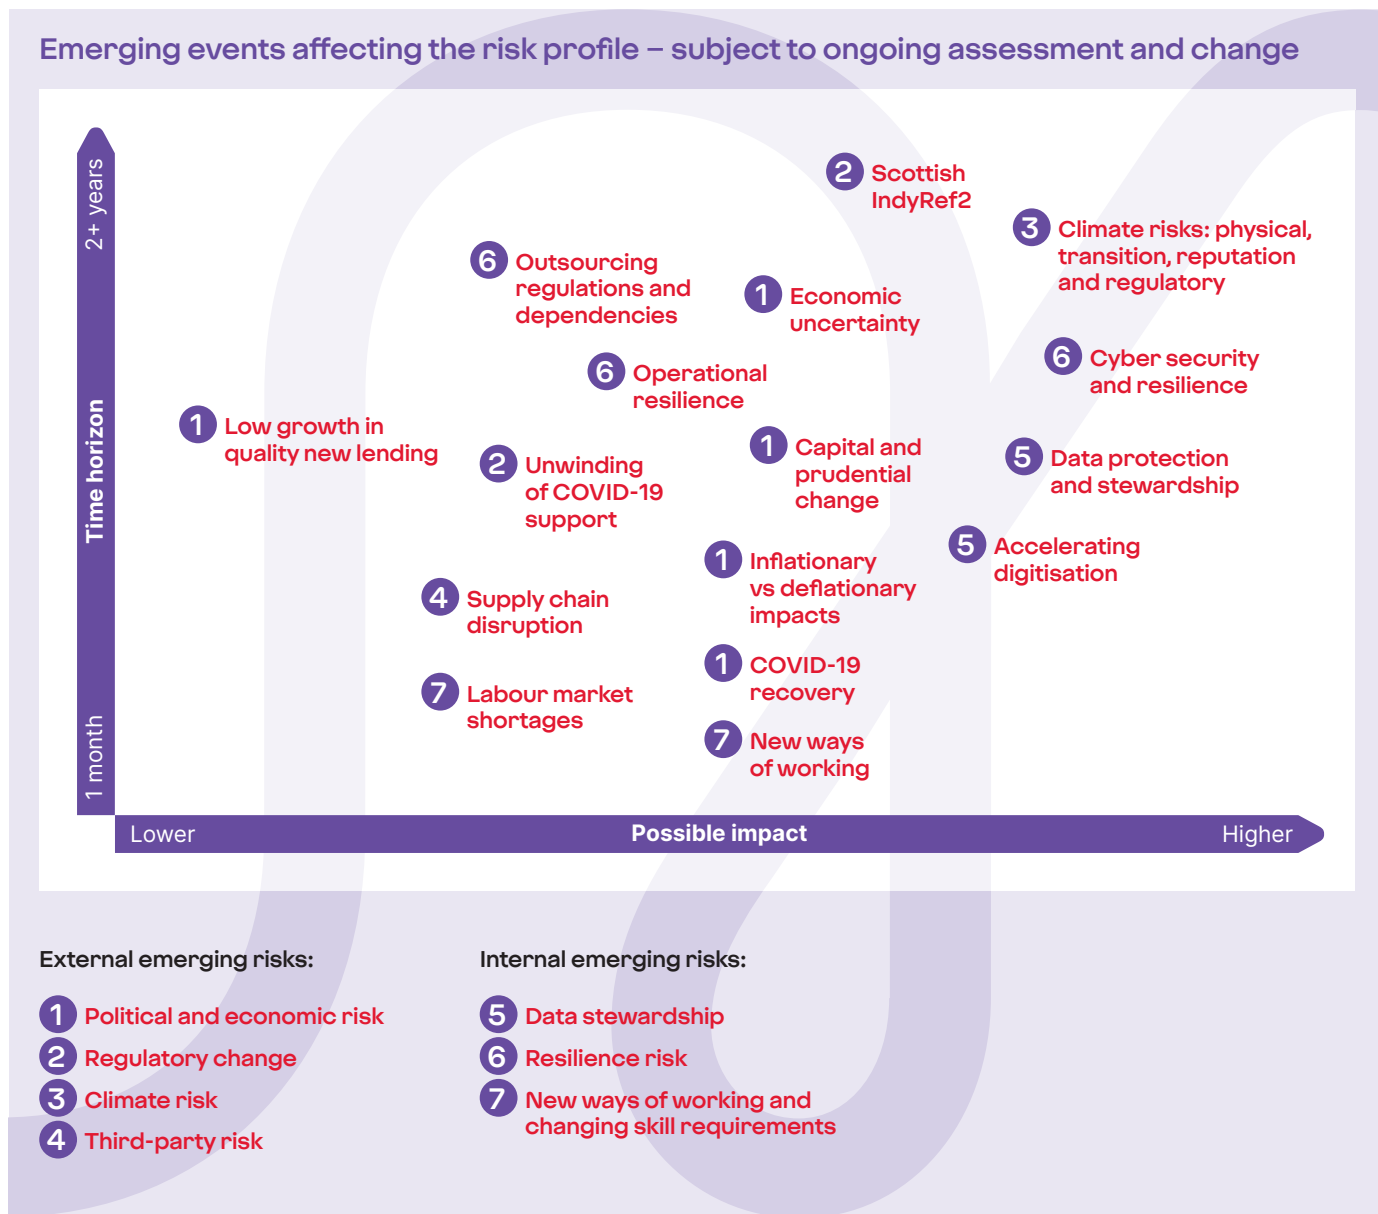 Emerging events affecting the risk profile – subject to ongoing assessment and change
2+ years
Time horizon
1 month
2 Scottish
IndyRef2
3 Climate risks: physical,
transition, reputation
and regulatory
6 Outsourcing
regulations and
dependencies
1 Economic
uncertainty
6 Cyber security
and resilience
6 Operational
resilience
1 Low growth in
quality new lending
2 Unwinding
of COVID-19
support
1 Capital and
prudential
change
5 Data protection
and stewardship
5 Accelerating
digitisation
1 Inflationary
vs deflationary
impacts
4 Supply chain
disruption
1 COVID-19
recovery
7 Labour market
shortages
7 New ways
of working
Lower
Possible impact
Higher
External emerging risks:
1 Political and economic risk
2 Regulatory change
3 Climate risk
4 Third-party risk
Internal emerging risks:
5 Data stewardship
6 Resilience risk
7 New ways of working and
changing skill requirements